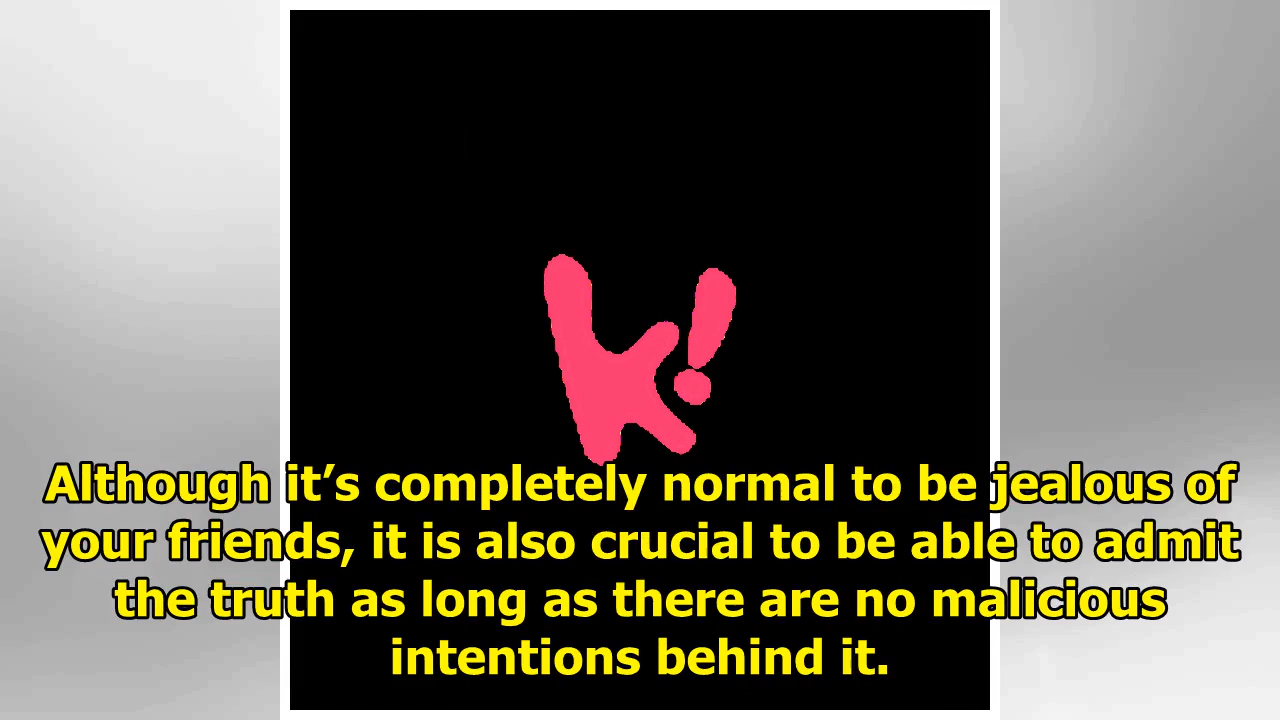 k!
Although it’s completely normal to be jealous of
your friends, it is also crucial to be able to admit
the truth as long as there are no malicious
intentions behind it.